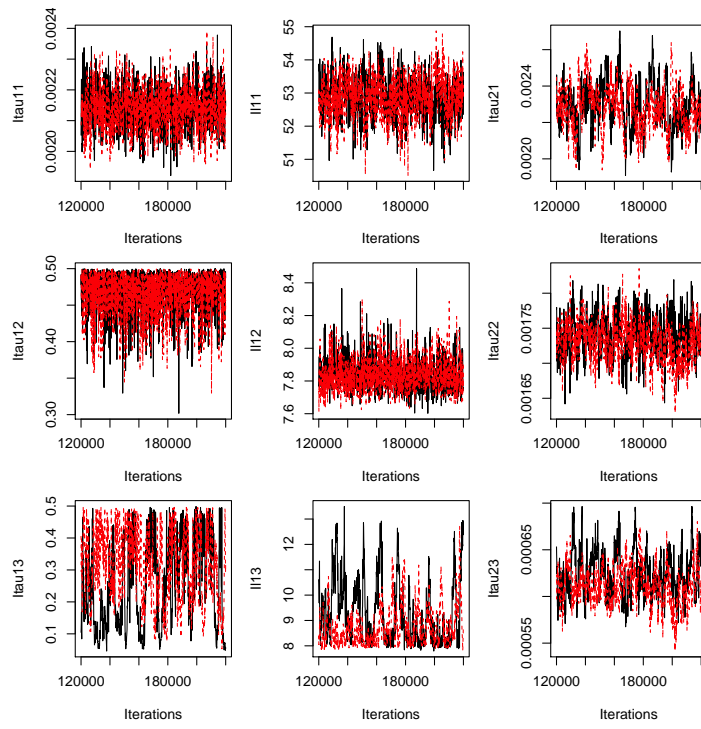 Itau11
0.0020 0.0022 0.0024
120000 180000
Iterations
Il11
51 52 53 54 55
120000 180000
Iterations
Itau21
0.0020 0.0024
120000 180000
Iterations
Itau12
0.30 0.40 0.50
120000 180000
Iterations
Il12
7.6 7.8 8.0 8.2 8.4
120000 180000
Iterations
Itau22
0.00165 0.00175
120000 180000
Iterations
Itau13
0.1 0.2 0.3 0.4 0.5
120000 180000
Iterations
Il13
8 9 10 12
120000 180000
Iterations
Itau23
0.00055 0.00065
120000 180000
Iterations